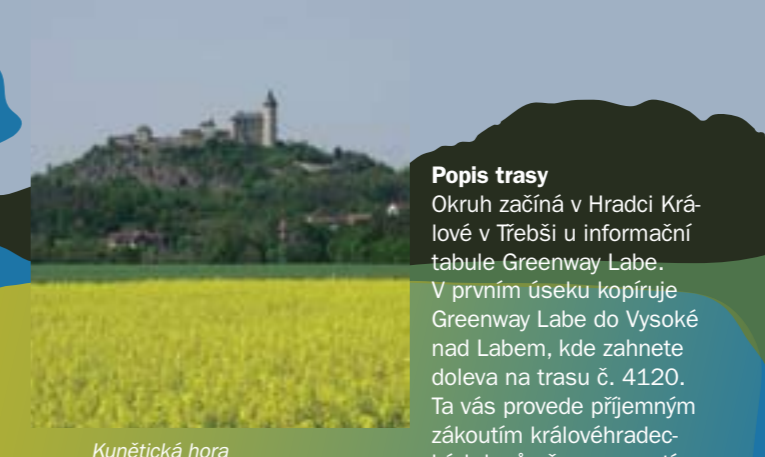 Popis trasy
Okruh začíná v Hradci Krá-
lové v Třebši u informační
tabule Greenway Labe.
V prvním úseku kopíruje
Greenway Labe do Vysoké
nad Labem, kde zahnete
doleva na trasu č. 4120.
Ta vás provede příjemným
zákoutím královéhradec-
Kunětická hora